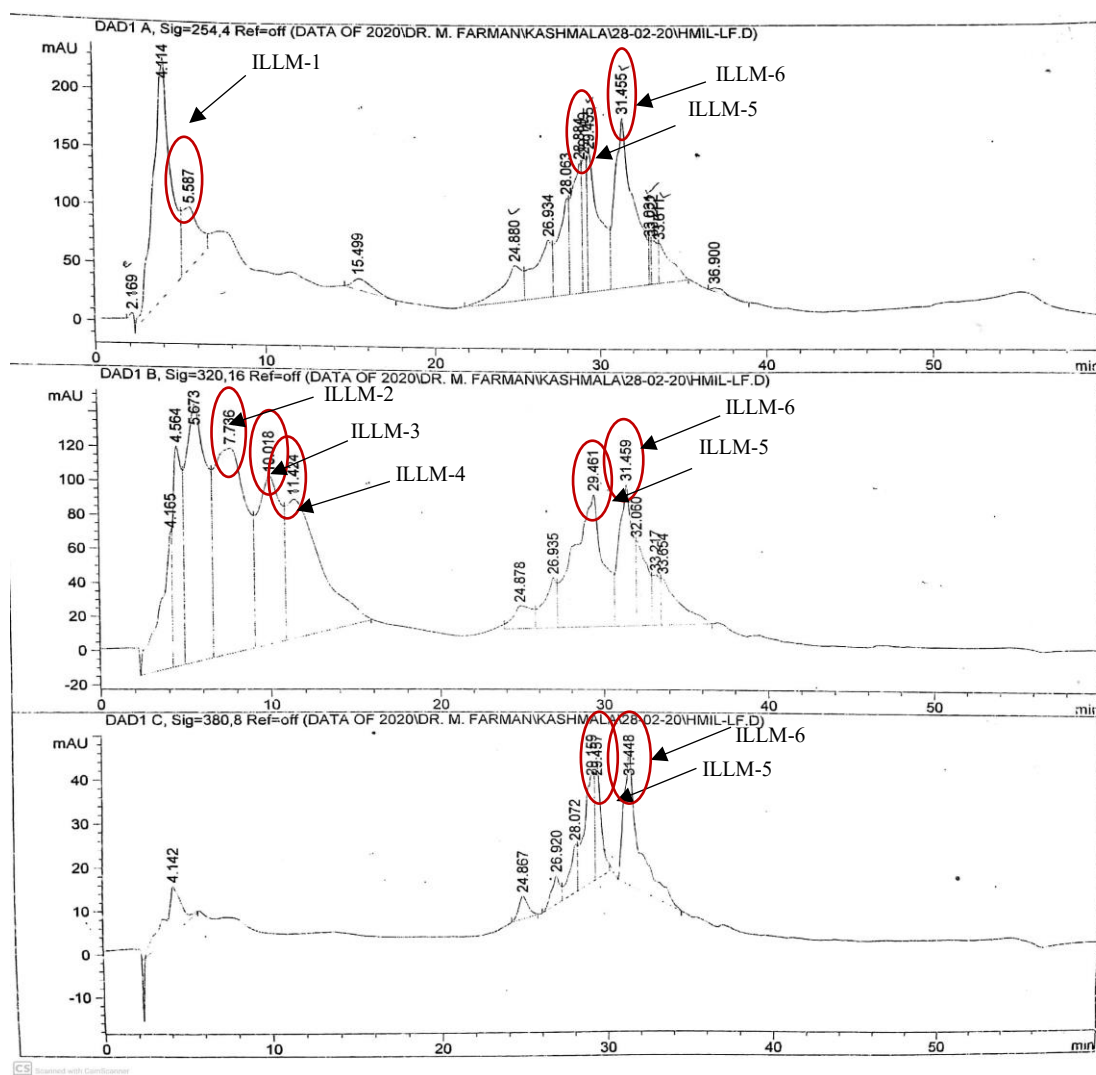 DAD1 A, Sig=254,4 Ref=off (DATA OF 2020\DR. M. FARMAN\KASHMALA\28-02-20\HMIL-LF.D)
mAU
4.114
ILLM-1
ILLM-6
31.455
ILLM-5
200
150
28.063
5.587
100
26.934
24.880
50
15.499
2.169
36.900
0
0 10 20 30 40 50 min
DAD1 B, Sig=320,16 Ref=off (DATA OF 2020\DR. M. FARMAN\KASHMALA\28-02-20\HMIL-LF.D)
mAU
ILLM-2
ILLM-6
4.564
5.673
7.736
ILLM-3
31.459
ILLM-5
120
10.018
29.461
11.424
ILLM-4
100
4.165
80
32.060
60
26.935
33.217
33.654
24.878
40
20
0
-20
0 10 20 30 40 50 min
DAD1 C, Sig=380,8 Ref=off (DATA OF 2020\DR. M. FARMAN\KASHMALA\28-02-20\HMIL-LF.D)
mAU
29.159
29.457
31.448
ILLM-6
ILLM-5
40
28.072
30
26.920
24.867
4.142
20
10
0
-10
0 10 20 30 40 50 min
CS Scanned with CamScanner